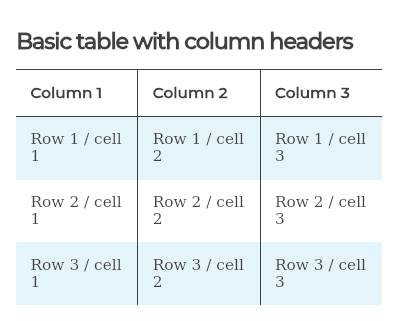 Basic table with column headers
Column 1 Column 2 Column 3
Row 1 / cell 1 Row 1 / cell 2 Row 1 / cell 3
Row 2 / cell 1 Row 2 / cell 2 Row 2 / cell 3
Row 3 / cell 1 Row 3 / cell 2 Row 3 / cell 3